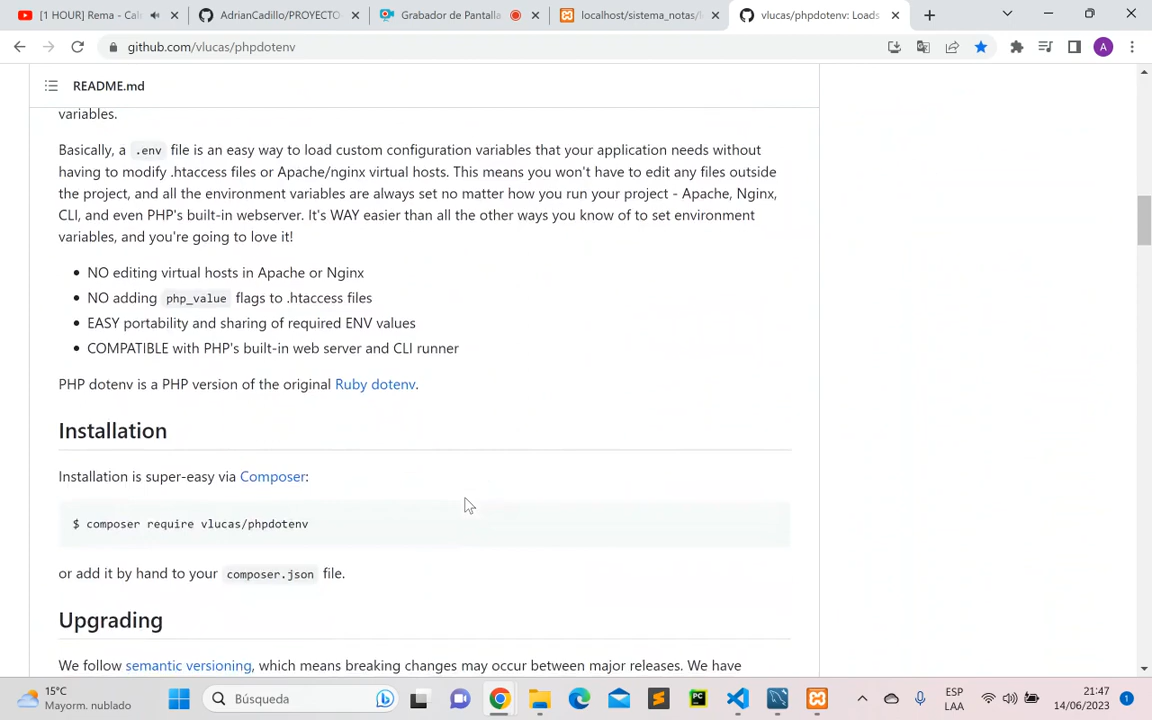 [1 HOUR] Rema - Cal
AdrianCadillo/PROYECTO
Grabador de Pantalla
localhost/sistema_notas/
vlucas/phpdotenv: Loads
github.com/vlucas/phpdotenv
A
README.md
variables.
Basically, a .env file is an easy way to load custom configuration variables that your application needs without
having to modify .htaccess files or Apache/nginx virtual hosts. This means you won't have to edit any files outside
the project, and all the environment variables are always set no matter how you run your project - Apache, Nginx,
CLI, and even PHP's built-in webserver. It's WAY easier than all the other ways you know of to set environment
variables, and you're going to love it!
• NO editing virtual hosts in Apache or Nginx
• NO adding php_value flags to .htaccess files
• EASY portability and sharing of required ENV values
• COMPATIBLE with PHP's built-in web server and CLI runner
PHP dotenv is a PHP version of the original Ruby dotenv.
Installation
Installation is super-easy via Composer:
$ composer require vlucas/phpdotenv
or add it by hand to your composer.json file.
Upgrading
We follow semantic versioning, which means breaking changes may occur between major releases. We have
15°C
Mayorm. nublado
Búsqueda
PC
ESP
LAA
21:47
14/06/2023
1